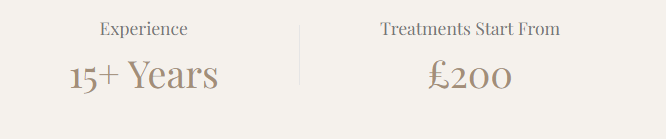 Experience
15+ Years
Treatments Start From
£200